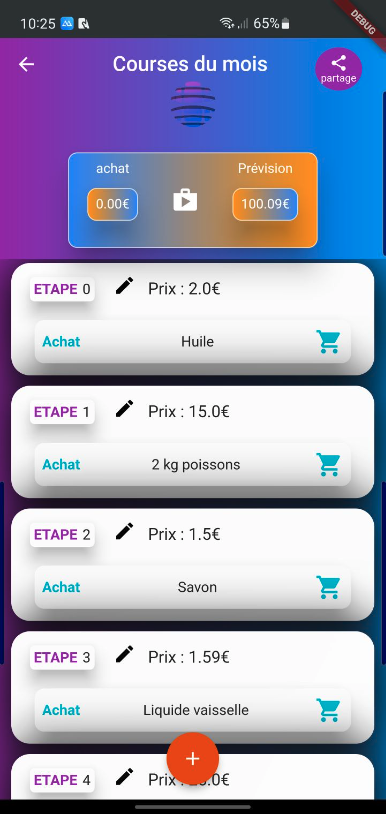 10:25 65%
DEBUG
Courses du mois
partage
achat Prévision
0.00€ 100.09€
ETAPE 0 Prix : 2.0€
Achat Huile
ETAPE 1 Prix : 15.0€
Achat 2 kg poissons
ETAPE 2 Prix : 1.5€
Achat Savon
ETAPE 3 Prix : 1.59€
Achat Liquide vaisselle
ETAPE 4 Prix